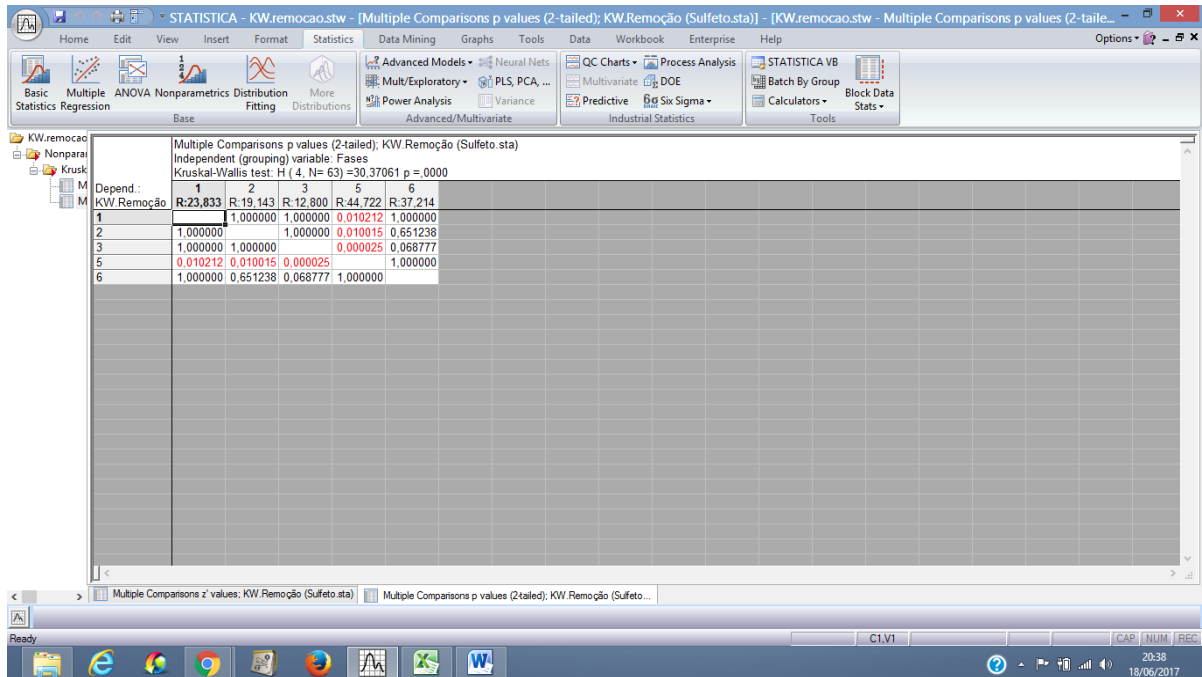 STATISTICA - KW.remocao.stw - [Multiple Comparisons p values (2-tailed); KW.Remoção (Sulfeto.sta)] - [KW.remocao.stw - Multiple Comparisons p values (2-taile...
Home Edit View Insert Format Statistics Data Mining Graphs Tools Data Workbook Enterprise Help Options
Advanced Models Neural Nets QC Charts Process Analysis STATISTICA VB
Mult/Exploratory PLS, PCA, ... Multivariate DOE Batch By Group
Basic Statistics Multiple Regression ANOVA Nonparametrics Distribution Fitting More Distributions Power Analysis Variance Predictive Six Sigma Calculators Block Data Stats
Base Advanced/Multivariate Industrial Statistics Tools
KW.remocao
Nonparar
Krusk
M
M
Multiple Comparisons p values (2-tailed); KW.Remoção (Sulfeto.sta)
Independent (grouping) variable: Fases
Kruskal-Wallis test: H ( 4, N= 63) =30,37061 p =,0000
Depend.: 1 2 3 5 6
KW.Remoção R:23,833 R:19,143 R:12,800 R:44,722 R:37,214
1 1,000000 1,000000 0,010212 1,000000
2 1,000000 1,000000 0,010015 0,651238
3 1,000000 1,000000 0,000025 0,068777
5 0,010212 0,010015 0,000025 1,000000
6 1,000000 0,651238 0,068777 1,000000
Multiple Comparisons z' values; KW.Remoção (Sulfeto.sta) Multiple Comparisons p values (2-tailed); KW.Remoção (Sulfeto...
Ready C1,V1 CAP NUM REC
20:38
18/06/2017